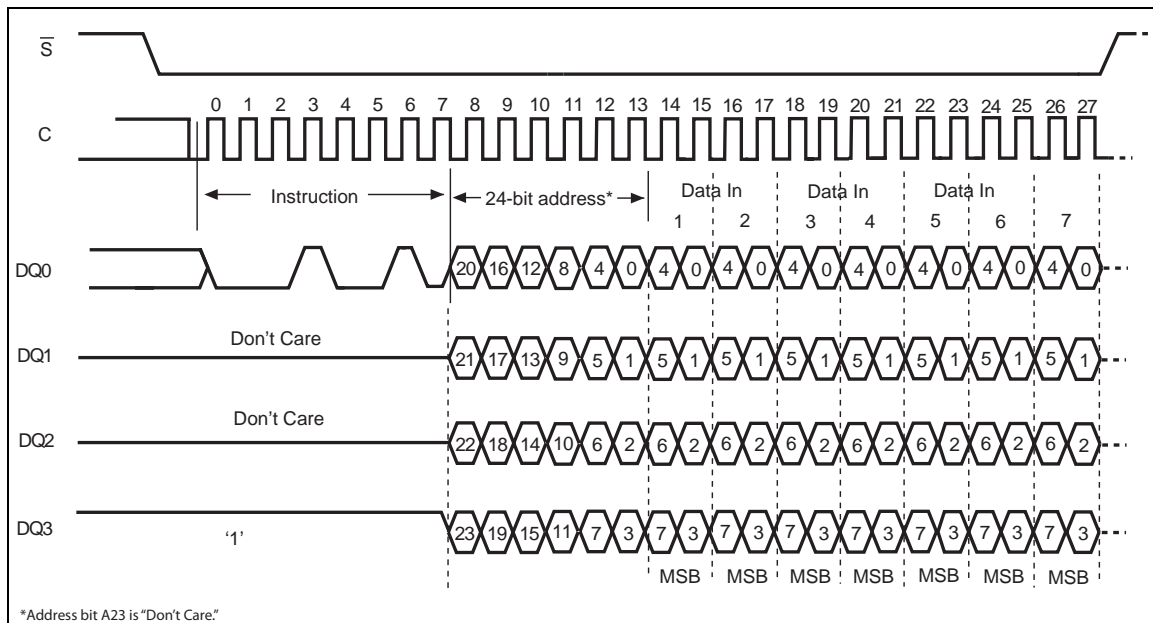 S
0 1 2 3 4 5 6 7 8 9 10 11 12 13 14 15 16 17 18 19 20 21 22 23 24 25 26 27
C
Instruction 24-bit address* Data In Data In Data In
1 2 3 4 5 6 7
DQ0 20 16 12 8 4 0 4 0 4 0 4 0 4 0 4 0 4 0 4 0
Don't Care
DQ1 21 17 13 9 5 1 5 1 5 1 5 1 5 1 5 1 5 1 5 1
Don't Care
DQ2 22 18 14 10 6 2 6 2 6 2 6 2 6 2 6 2 6 2 6 2
DQ3 '1' 23 19 15 11 7 3 7 3 7 3 7 3 7 3 7 3 7 3 7 3
MSB MSB MSB MSB MSB MSB MSB
*Address bit A23 is “Don’t Care.”